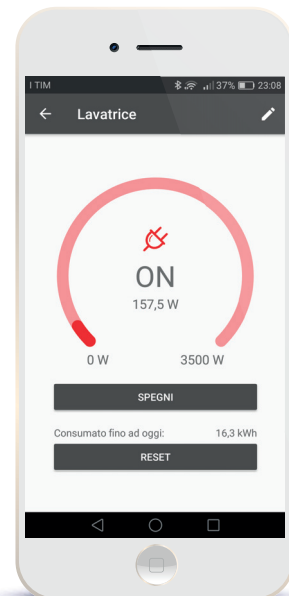 I TIM 37% 23:08
Lavatrice
ON
157,5 W
0 W 3500 W
SPEGNI
Consumato fino ad oggi: 16,3 kWh
RESET